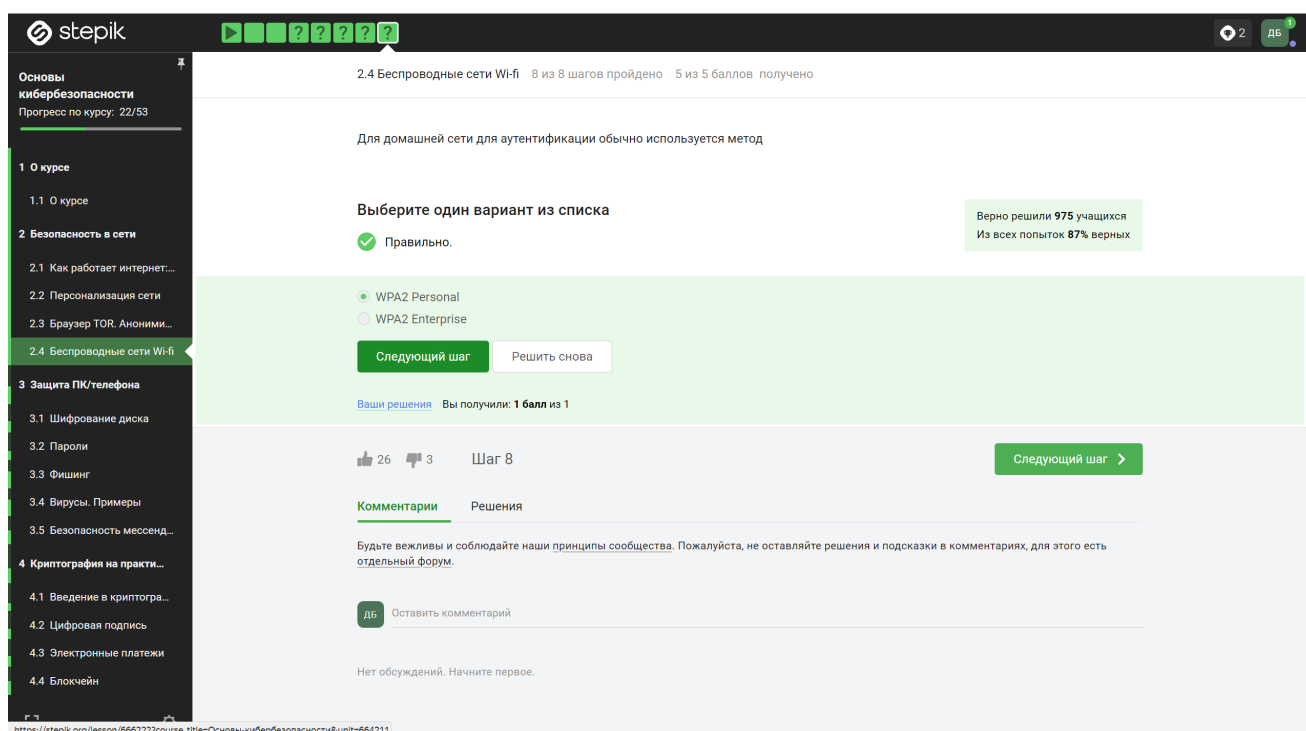 stepik
? ? ? ? ?
2
ДБ
1
Основы
кибербезопасности
Прогресс по курсу: 22/53
1 О курсе
1.1 О курсе
2 Безопасность в сети
2.1 Как работает интернет:...
2.2 Персонализация сети
2.3 Браузер TOR. Аноними...
2.4 Беспроводные сети Wi-fi
3 Защита ПК/телефона
3.1 Шифрование диска
3.2 Пароли
3.3 Фишинг
3.4 Вирусы. Примеры
3.5 Безопасность мессенд...
4 Криптография на практи...
4.1 Введение в криптогра...
4.2 Цифровая подпись
4.3 Электронные платежи
4.4 Блокчейн
2.4 Беспроводные сети Wi-fi 8 из 8 шагов пройдено 5 из 5 баллов получено
Для домашней сети для аутентификации обычно используется метод
Выберите один вариант из списка
Правильно.
Верно решили 975 учащихся
Из всех попыток 87% верных
WPA2 Personal
WPA2 Enterprise
Следующий шаг Решить снова
Ваши решения Вы получили: 1 балл из 1
26 3 Шаг 8 Следующий шаг
Комментарии Решения
Будьте вежливы и соблюдайте наши принципы сообщества. Пожалуйста, не оставляйте решения и подсказки в комментариях, для этого есть
отдельный форум.
ДБ Оставить комментарий
Нет обсуждений. Начните первое.